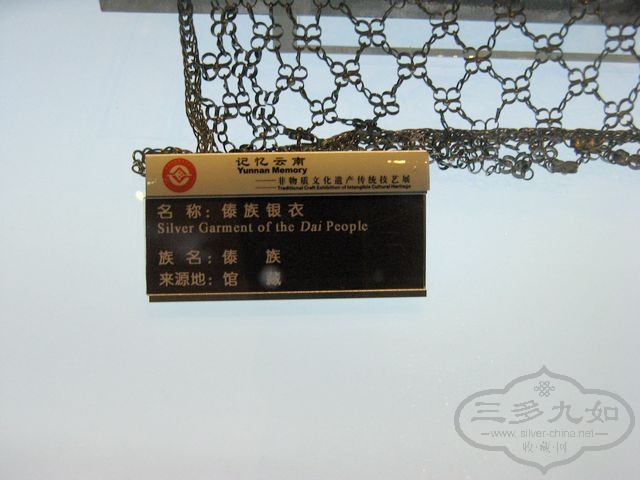 记忆云南
Yunnan Memory
——非物质文化遗产传统技艺展
——Traditional Craft Exhibition of Intangible Cultural Heritage
名 称：傣族银衣
Silver Garment of the Dai People
族 名：傣 族
来源地：馆 藏
三多九如
—www.silver-china.net—
收·藏·网